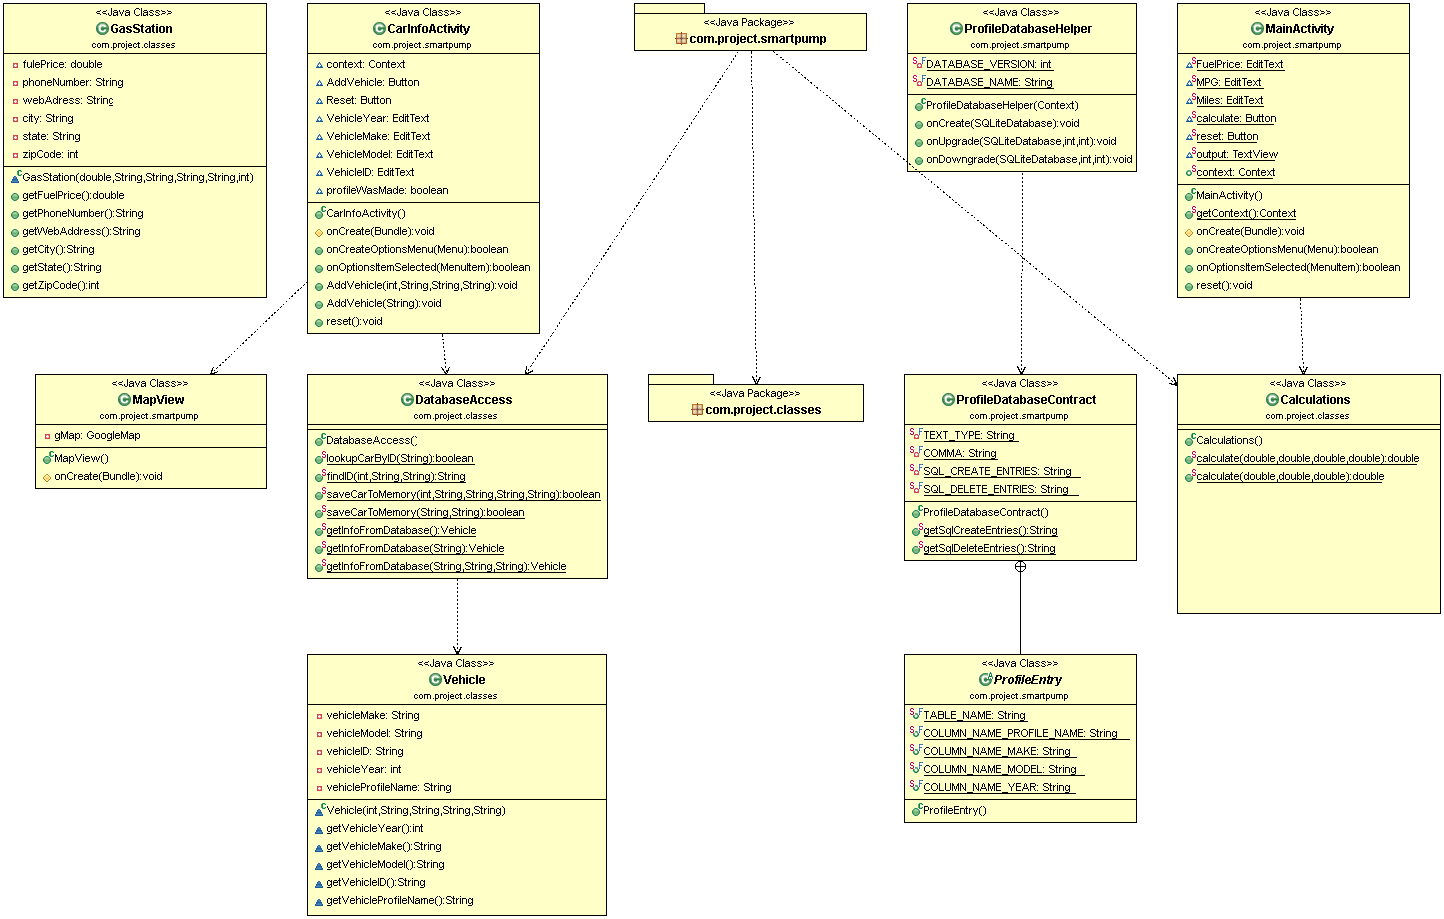 <<Java Class>>
GasStation
com.project.classes
fulePrice: double
phoneNumber: String
webAdress: String
city: String
state: String
zipCode: int
GasStation(double,String,String,String,String,int)
getFuelPrice():double
getPhoneNumber():String
getWebAddress():String
getCity():String
getState():String
getZipCode():int
<<Java Class>>
CarInfoActivity
com.project.smartpump
context: Context
AddVehicle: Button
Reset: Button
VehicleYear: EditText
VehicleMake: EditText
VehicleModel: EditText
VehicleID: EditText
profileWasMade: boolean
CarInfoActivity()
onCreate(Bundle):void
onCreateOptionsMenu(Menu):boolean
onOptionsItemSelected(MenuItem):boolean
AddVehicle(int,String,String,String):void
AddVehicle(String):void
reset():void
<<Java Package>>
com.project.smartpump
<<Java Class>>
ProfileDatabaseHelper
com.project.smartpump
DATABASE_VERSION: int
DATABASE_NAME: String
ProfileDatabaseHelper(Context)
onCreate(SQLiteDatabase):void
onUpgrade(SQLiteDatabase,int,int):void
onDowngrade(SQLiteDatabase,int,int):void
<<Java Class>>
MainActivity
com.project.smartpump
FuelPrice: EditText
MPG: EditText
Miles: EditText
calculate: Button
reset: Button
output: TextView
context: Context
MainActivity()
getContext():Context
onCreate(Bundle):void
onCreateOptionsMenu(Menu):boolean
onOptionsItemSelected(MenuItem):boolean
reset():void
<<Java Class>>
MapView
com.project.smartpump
gMap: GoogleMap
MapView()
onCreate(Bundle):void
<<Java Class>>
DatabaseAccess
com.project.classes
DatabaseAccess()
lookupCarByID(String):boolean
findID(int,String,String):String
saveCarToMemory(int,String,String,String,String):boolean
saveCarToMemory(String,String):boolean
getInfoFromDatabase():Vehicle
getInfoFromDatabase(String):Vehicle
getInfoFromDatabase(String,String,String):Vehicle
<<Java Package>>
com.project.classes
<<Java Class>>
ProfileDatabaseContract
com.project.smartpump
TEXT_TYPE: String
COMMA: String
SQL_CREATE_ENTRIES: String
SQL_DELETE_ENTRIES: String
ProfileDatabaseContract()
getSqlCreateEntries():String
getSqlDeleteEntries():String
<<Java Class>>
Calculations
com.project.classes
Calculations()
calculate(double,double,double,double):double
calculate(double,double,double):double
<<Java Class>>
Vehicle
com.project.classes
vehicleMake: String
vehicleModel: String
vehicleID: String
vehicleYear: int
vehicleProfileName: String
Vehicle(int,String,String,String,String)
getVehicleYear():int
getVehicleMake():String
getVehicleModel():String
getVehicleID():String
getVehicleProfileName():String
<<Java Class>>
ProfileEntry
com.project.smartpump
TABLE_NAME: String
COLUMN_NAME_PROFILE_NAME: String
COLUMN_NAME_MAKE: String
COLUMN_NAME_MODEL: String
COLUMN_NAME_YEAR: String
ProfileEntry()